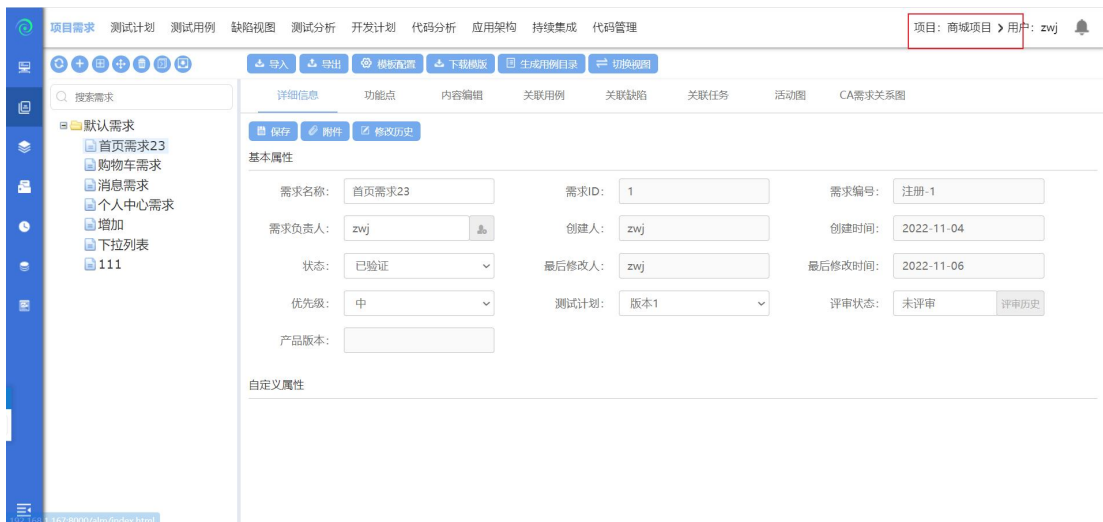 项目需求 测试计划 测试用例 缺陷视图 测试分析 开发计划 代码分析 应用架构 持续集成 代码管理 项目：商城项目 用户：zwj
导入 导出 模板配置 下载模版 生成用例目录 切换视图
搜索需求
详细信息 功能点 内容编辑 关联用例 关联缺陷 关联任务 活动图 CA需求关系图
默认需求
首页需求23
购物车需求
消息需求
个人中心需求
增加
下拉列表
111
保存 附件 修改历史
基本属性
需求名称： 首页需求23 需求ID： 1 需求编号： 注册-1
需求负责人： zwj 创建人： zwj 创建时间： 2022-11-04
状态： 已验证 最后修改人： zwj 最后修改时间： 2022-11-06
优先级： 中 测试计划： 版本1 评审状态： 未评审 评审历史
产品版本：
自定义属性